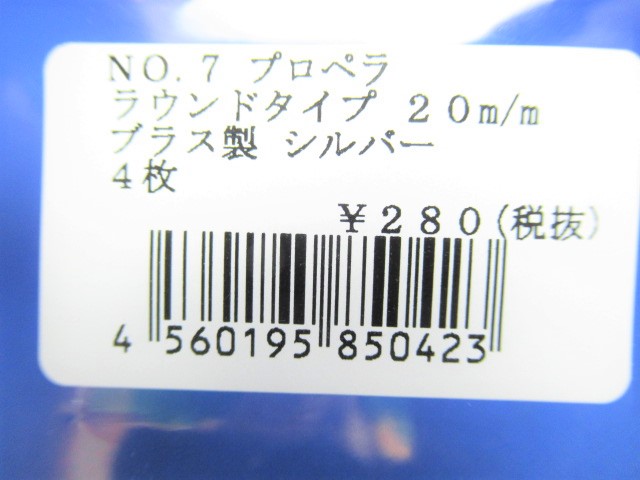 NO.7 プロペラ
ラウンドタイプ 20m/m
ブラス製 シルバー
4枚
¥280(税抜)
4 560195 850423